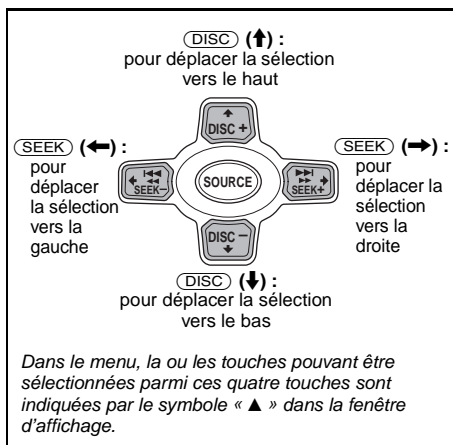 DISC (↑) :
pour déplacer la sélection
vers le haut
DISC +
SEEK (←) :
pour
déplacer
la sélection
vers la
gauche
SEEK–
SOURCE
SEEK+
SEEK (→) :
pour
déplacer la
sélection
vers la
droite
DISC –
DISC (↓) :
pour déplacer la sélection
vers le bas
Dans le menu, la ou les touches pouvant être
sélectionnées parmi ces quatre touches sont
indiquées par le symbole « ▲ » dans la fenêtre
d’affichage.